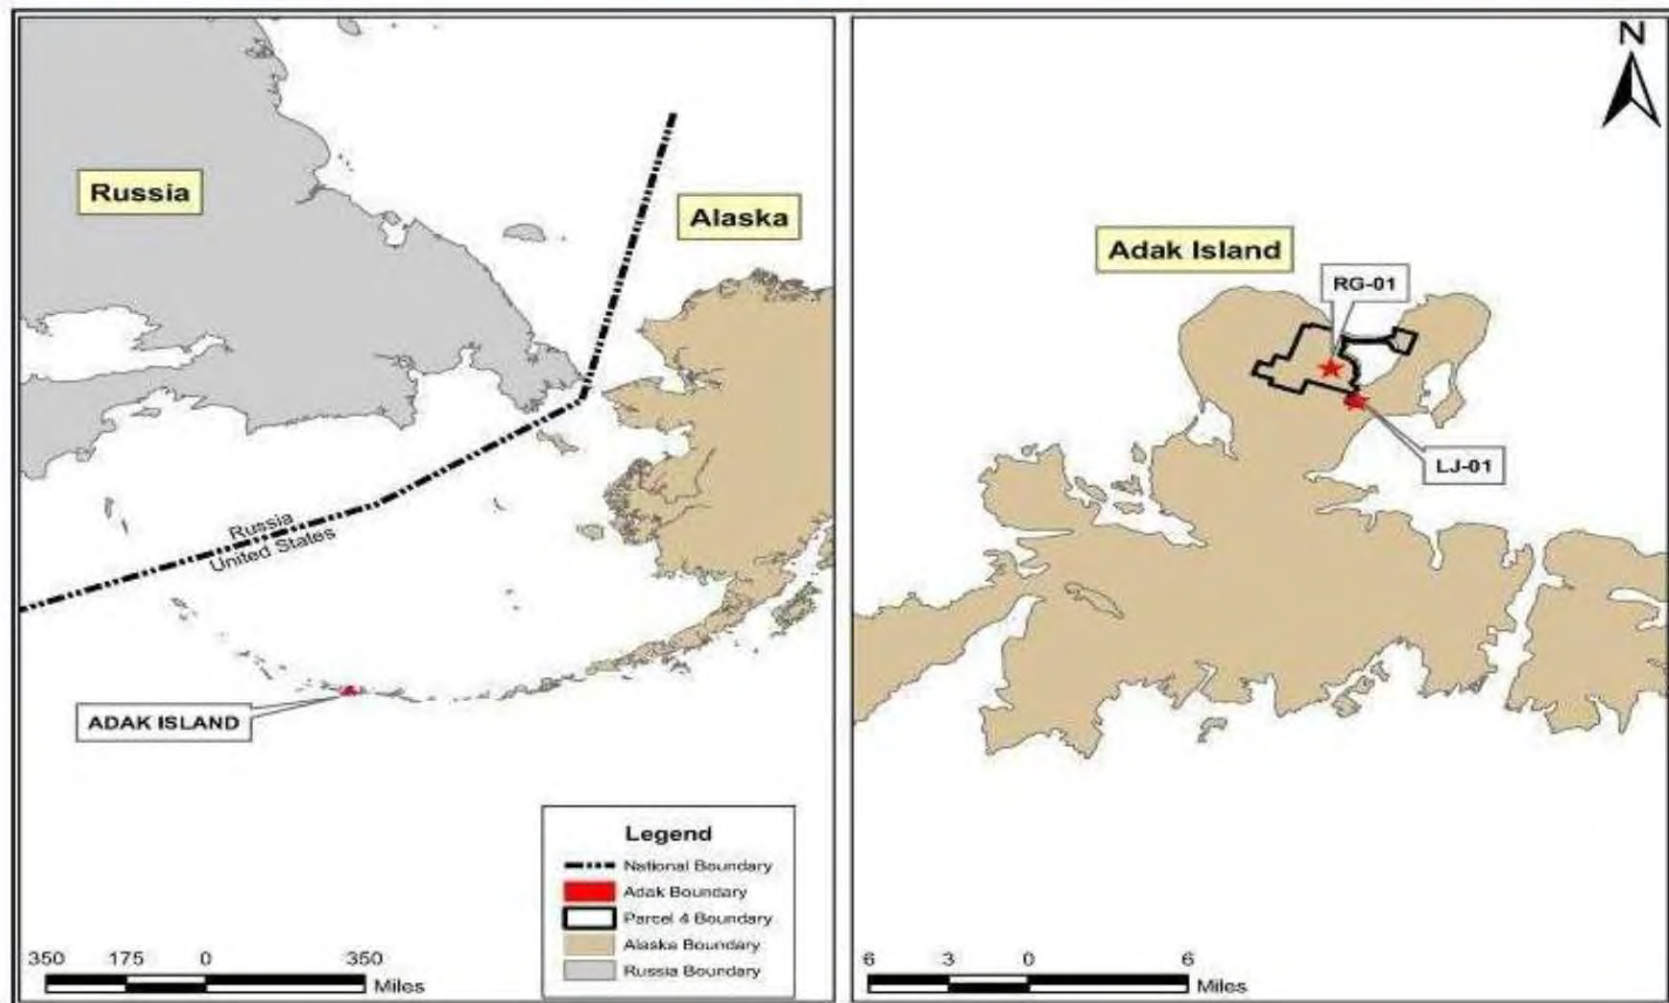 Russia
Alaska
Russia
United States
ADAK ISLAND
Legend
National Boundary
Adak Boundary
Parcel 4 Boundary
Alaska Boundary
Russia Boundary
350 175 0 350
Miles
N
Adak Island
RG-01
LJ-01
6 3 0 6
Miles